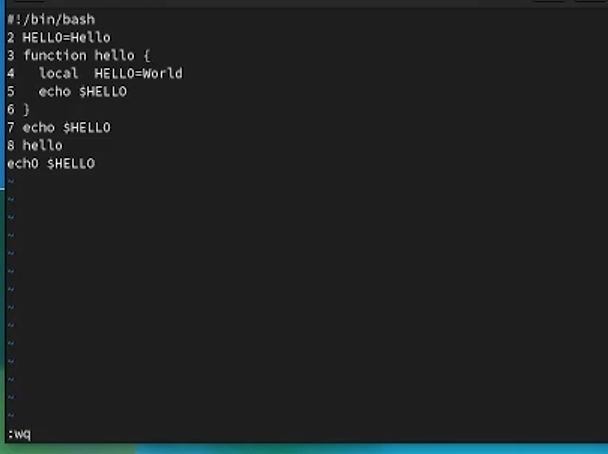 #!/bin/bash
2 HELLO=Hello
3 function hello {
4   local  HELLO=World
5   echo $HELLO
6 }
7 echo $HELLO
8 hello
echO $HELLO
~
~
~
~
~
~
~
~
~
~
~
~
~
~
:wq